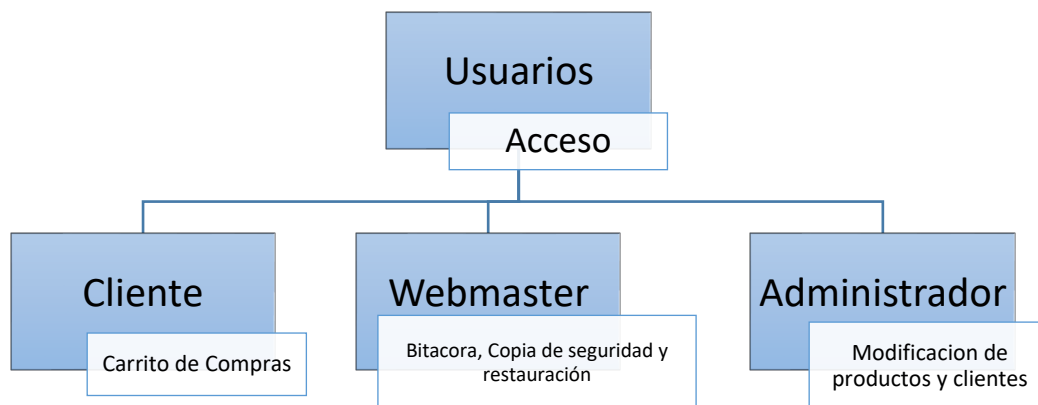 Usuarios
Acceso
Cliente
Carrito de Compras
Webmaster
Bitacora, Copia de seguridad y
restauración
Administrador
Modificacion de
productos y clientes